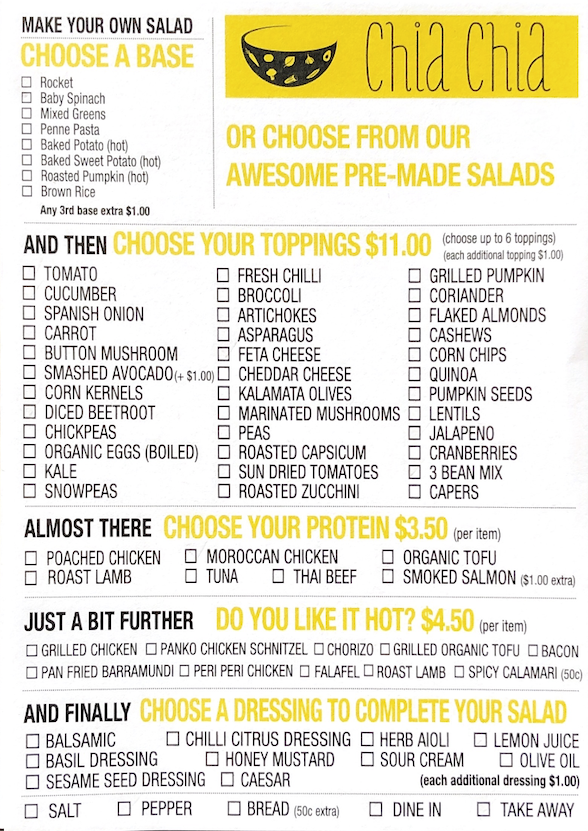 MAKE YOUR OWN SALAD
CHOOSE A BASE
Rocket
Baby Spinach
Mixed Greens
Penne Pasta
Baked Potato (hot)
Baked Sweet Potato (hot)
Roasted Pumpkin (hot)
Brown Rice
Any 3rd base extra $1.00
Chia Chia
OR CHOOSE FROM OUR
AWESOME PRE-MADE SALADS
AND THEN CHOOSE YOUR TOPPINGS $11.00 (choose up to 6 toppings)
(each additional topping $1.00)
TOMATO
CUCUMBER
SPANISH ONION
CARROT
BUTTON MUSHROOM
SMASHED AVOCADO (+ $1.00)
CORN KERNELS
DICED BEETROOT
CHICKPEAS
ORGANIC EGGS (BOILED)
KALE
SNOWPEAS
FRESH CHILLI
BROCCOLI
ARTICHOKES
ASPARAGUS
FETA CHEESE
CHEDDAR CHEESE
KALAMATA OLIVES
MARINATED MUSHROOMS
PEAS
ROASTED CAPSICUM
SUN DRIED TOMATOES
ROASTED ZUCCHINI
GRILLED PUMPKIN
CORIANDER
FLAKED ALMONDS
CASHEWS
CORN CHIPS
QUINOA
PUMPKIN SEEDS
LENTILS
JALAPENO
CRANBERRIES
3 BEAN MIX
CAPERS
ALMOST THERE CHOOSE YOUR PROTEIN $3.50 (per item)
POACHED CHICKEN MOROCCAN CHICKEN ORGANIC TOFU
ROAST LAMB TUNA THAI BEEF SMOKED SALMON ($1.00 extra)
JUST A BIT FURTHER DO YOU LIKE IT HOT? $4.50 (per item)
GRILLED CHICKEN PANKO CHICKEN SCHNITZEL CHORIZO GRILLED ORGANIC TOFU BACON
PAN FRIED BARRAMUNDI PERI PERI CHICKEN FALAFEL ROAST LAMB SPICY CALAMARI (50c)
AND FINALLY CHOOSE A DRESSING TO COMPLETE YOUR SALAD
BALSAMIC CHILLI CITRUS DRESSING HERB AIOLI LEMON JUICE
BASIL DRESSING HONEY MUSTARD SOUR CREAM OLIVE OIL
SESAME SEED DRESSING CAESAR (each additional dressing $1.00)
SALT PEPPER BREAD (50c extra) DINE IN TAKE AWAY